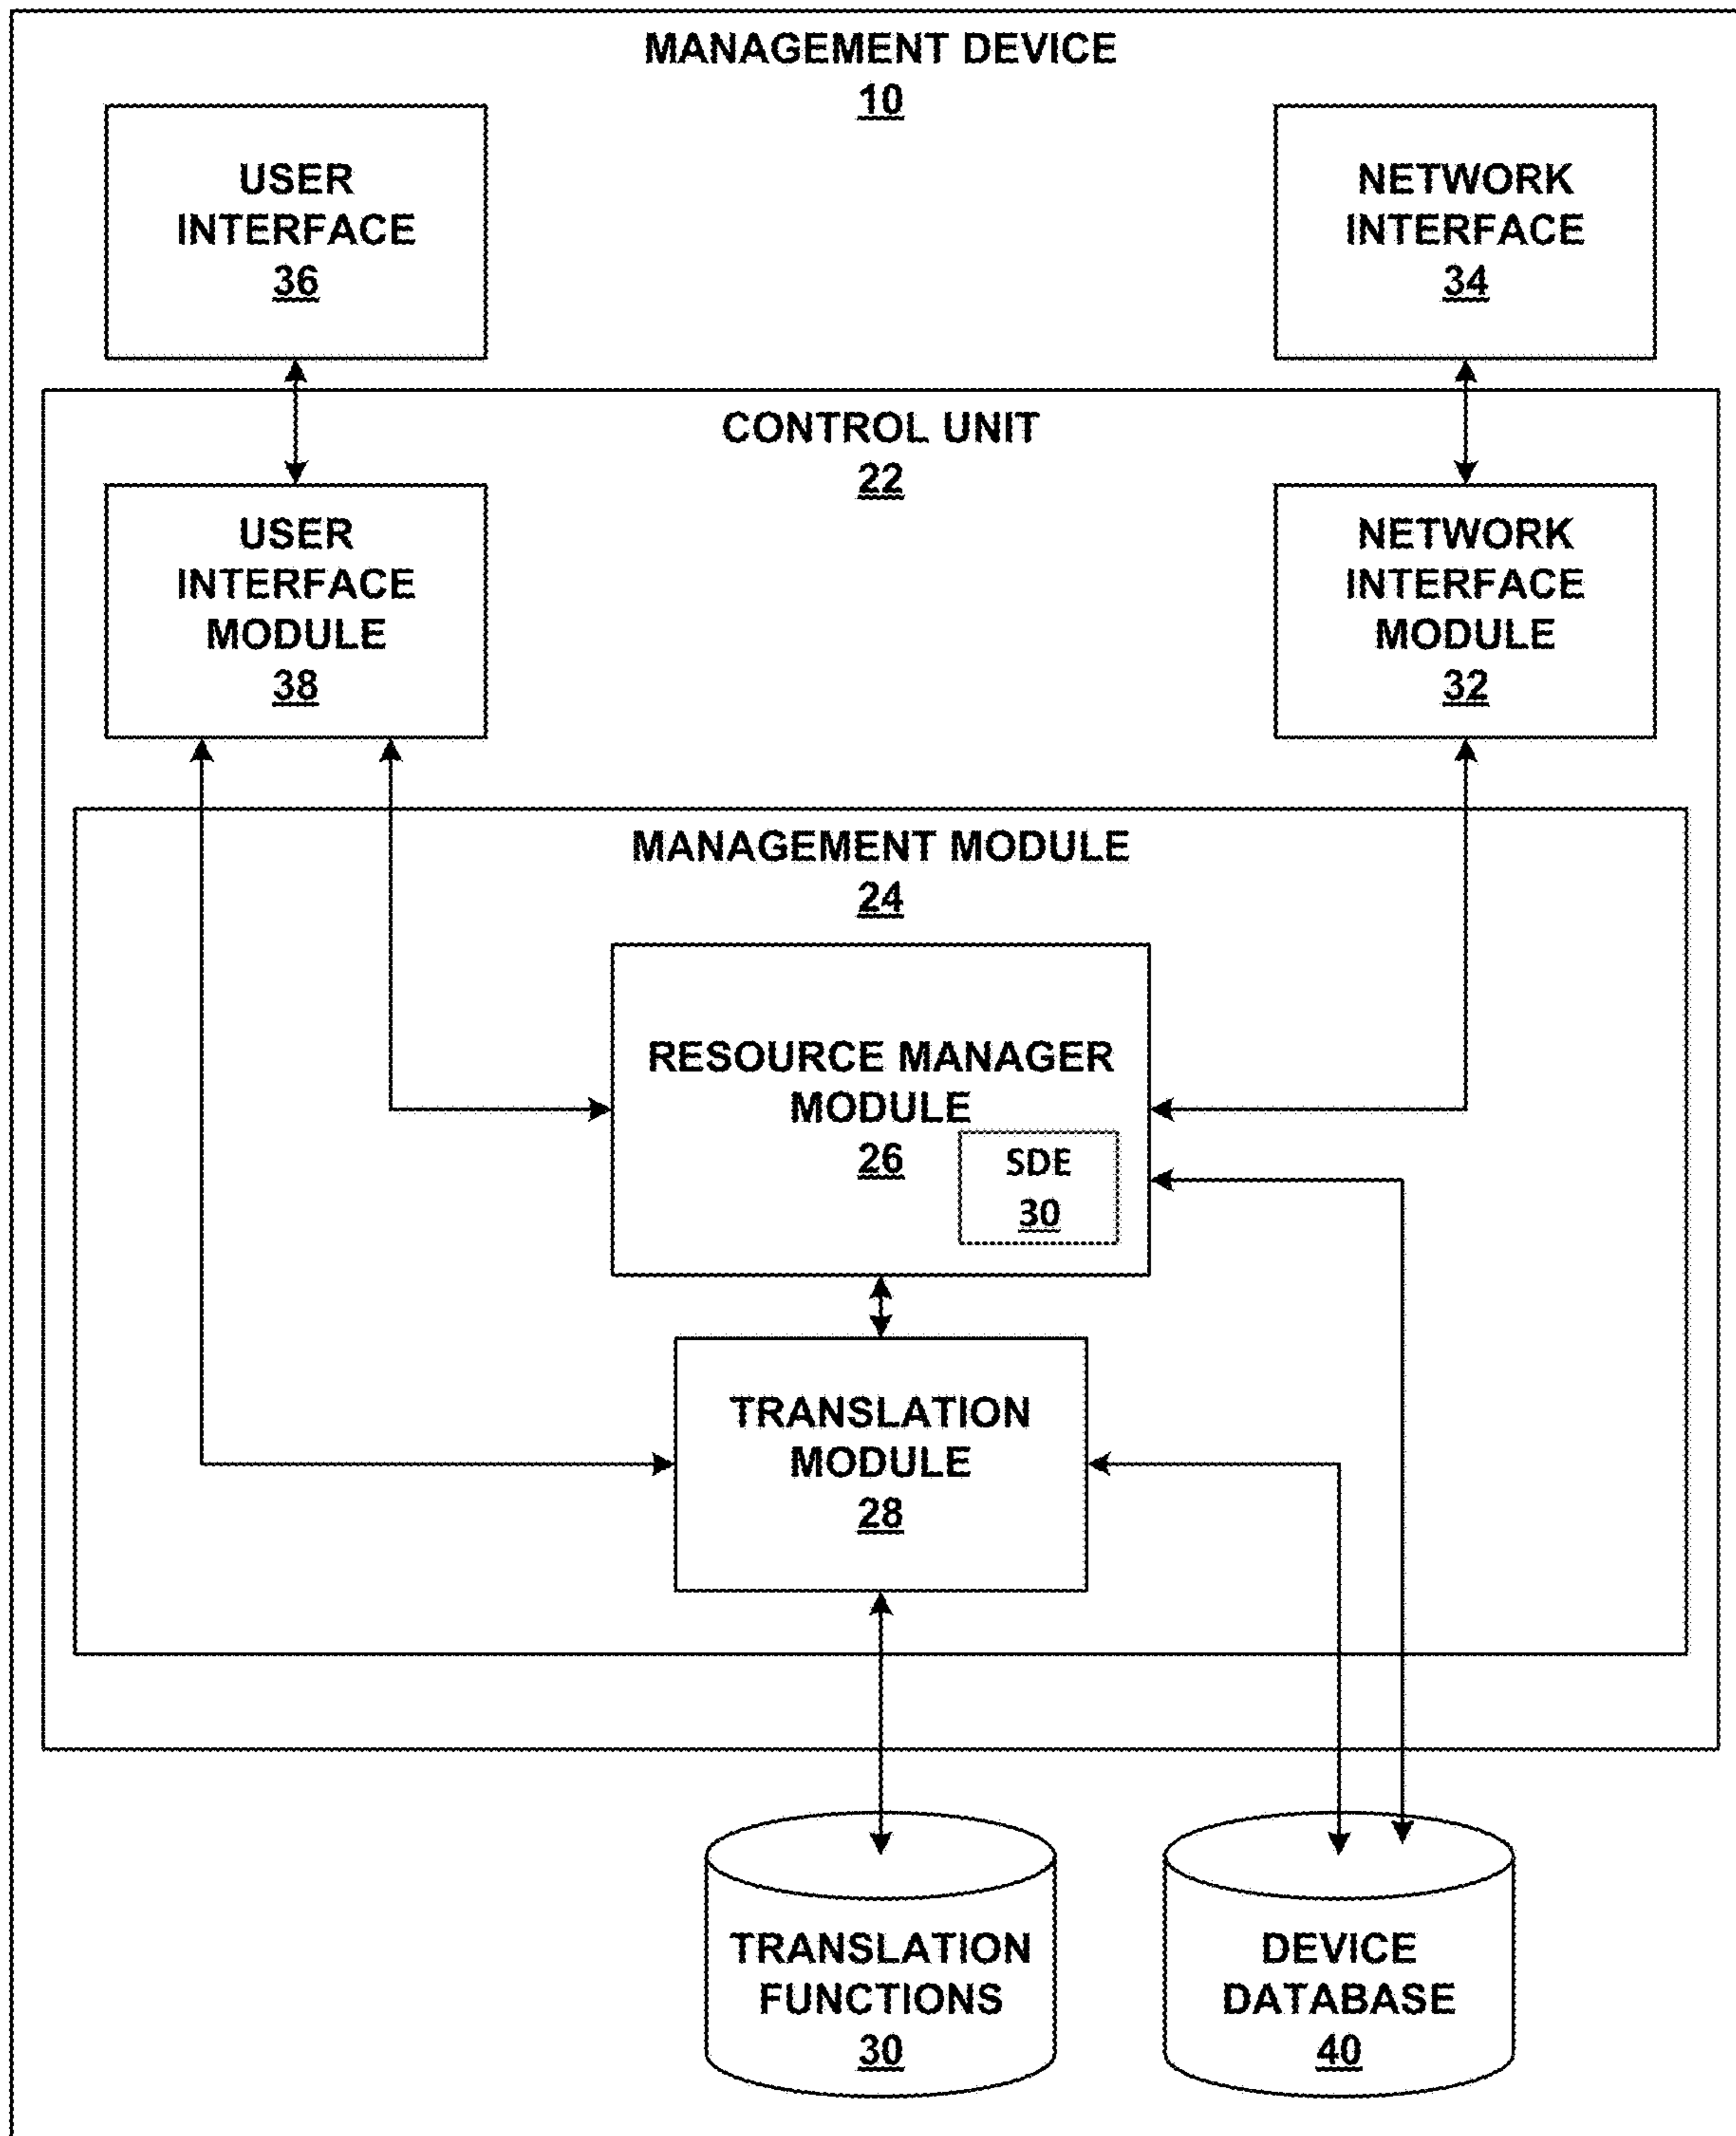 MANAGEMENT DEVICE
10
USER
INTERFACE
36
NETWORK
INTERFACE
34
CONTROL UNIT
22
USER
INTERFACE
MODULE
38
NETWORK
INTERFACE
MODULE
32
MANAGEMENT MODULE
24
RESOURCE MANAGER
MODULE
26
SDE
30
TRANSLATION
MODULE
28
TRANSLATION
FUNCTIONS
30
DEVICE
DATABASE
40